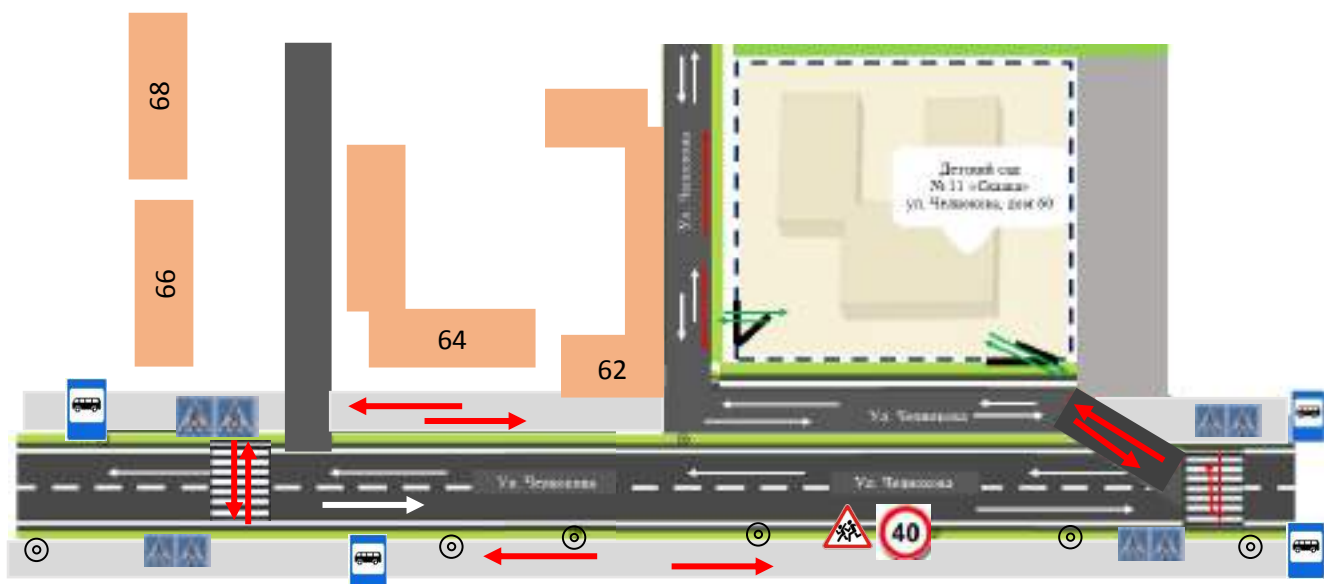 68
66
64
62
Ул. Челюскина
Детский сад
№ 11 «Сказка»
ул. Челюскина, дом 60
Ул. Челюскина
Ул. Челюскина
Ул. Челюскина
40